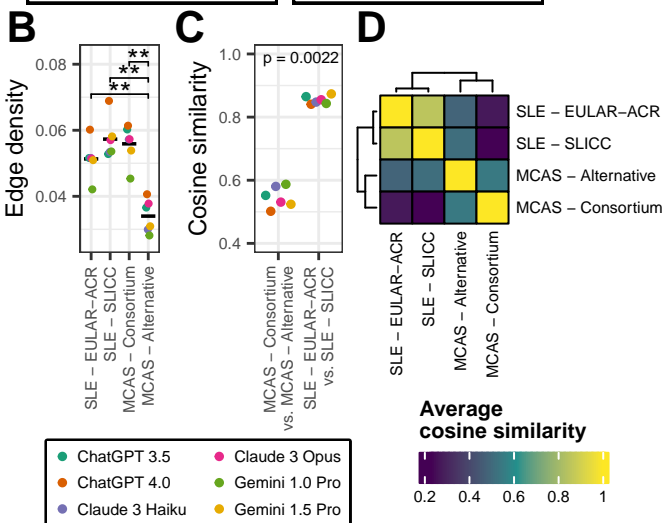 B
Edge density
0.08
0.06
0.04
**
**
**
SLE − EULAR−ACR
SLE − SLICC
MCAS − Consortium
MCAS − Alternative
C
Cosine similarity
1.0
0.8
0.6
0.4
p = 0.0022
MCAS − Consortium
vs. MCAS − Alternative
SLE − EULAR−ACR
vs. SLE − SLICC
D
SLE − EULAR−ACR
SLE − SLICC
MCAS − Alternative
MCAS − Consortium
SLE − EULAR−ACR
SLE − SLICC
MCAS − Alternative
MCAS − Consortium
Average
cosine similarity
0.2 0.4 0.6 0.8 1
ChatGPT 3.5
ChatGPT 4.0
Claude 3 Haiku
Claude 3 Opus
Gemini 1.0 Pro
Gemini 1.5 Pro